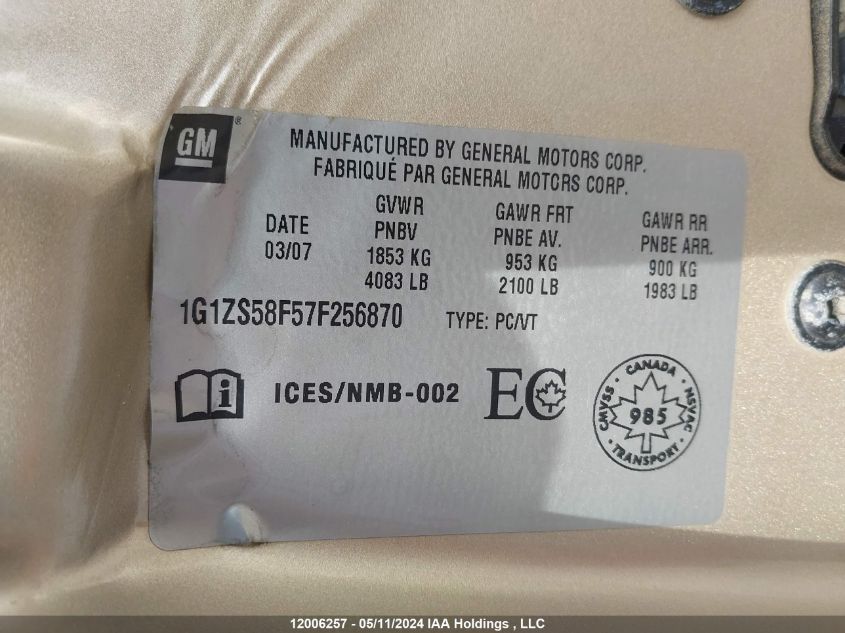 GM ®
MANUFACTURED BY GENERAL MOTORS CORP.
FABRIQUÉ PAR GENERAL MOTORS CORP.
DATE
03/07
GVWR
PNBV
1853 KG
4083 LB
GAWR FRT
PNBE AV.
953 KG
2100 LB
GAWR RR
PNBE ARR.
900 KG
1983 LB
1G1ZS58F57F256870 TYPE: PC/VT
i
ICES/NMB-002
EC
CANADA
CMVSS
985
NSVAC
TRANSPORT
12006257 - 05/11/2024 IAA Holdings , LLC